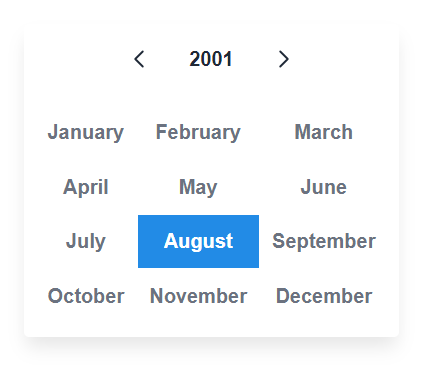 2001
January February March
April May June
July August September
October November December